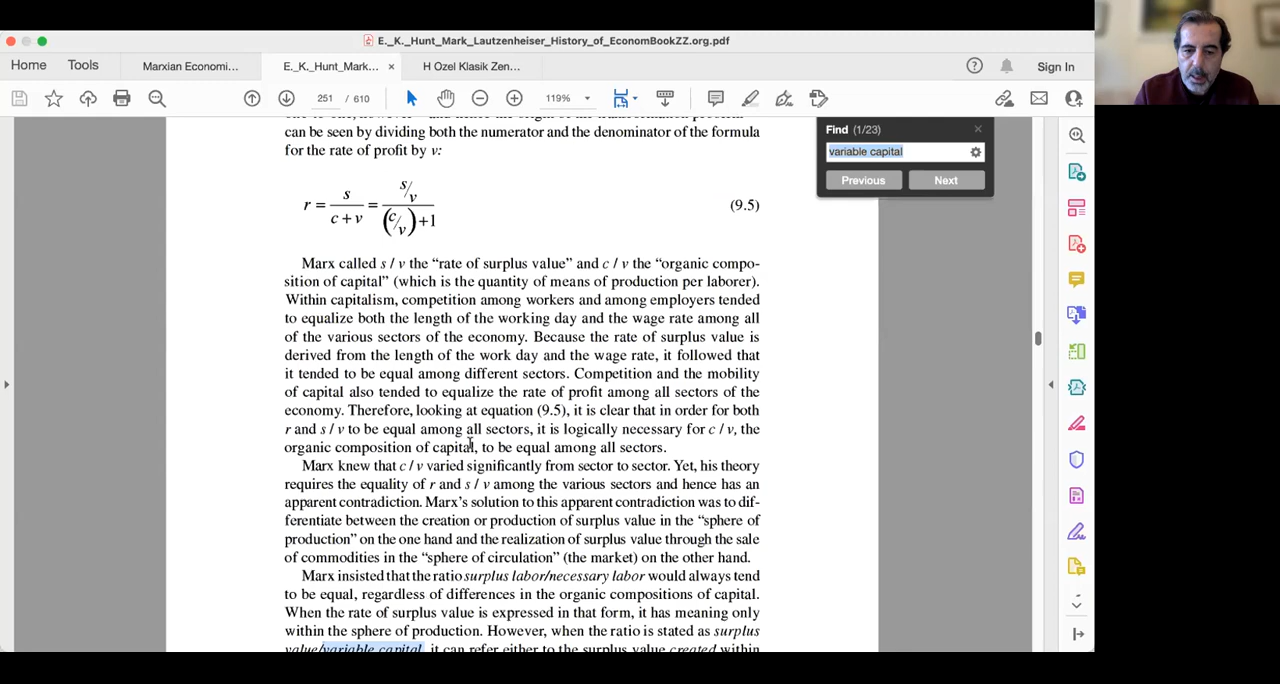 E._K._Hunt_Mark_Lautzenheiser_History_of_EconomBookZZ.org.pdf
Home Tools Marxian Economi... E._K._Hunt_Mark... × H Ozel Klasik Zen... Sign In
251 / 610 119%
Find (1/23)
variable capital
Previous Next
can be seen by dividing both the numerator and the denominator of the formula
for the rate of profit by v:
r = s / (c + v) = (s/v) / ((c/v) + 1) (9.5)
Marx called s / v the “rate of surplus value” and c / v the “organic compo-
sition of capital” (which is the quantity of means of production per laborer).
Within capitalism, competition among workers and among employers tended
to equalize both the length of the working day and the wage rate among all
of the various sectors of the economy. Because the rate of surplus value is
derived from the length of the work day and the wage rate, it followed that
it tended to be equal among different sectors. Competition and the mobility
of capital also tended to equalize the rate of profit among all sectors of the
economy. Therefore, looking at equation (9.5), it is clear that in order for both
r and s / v to be equal among all sectors, it is logically necessary for c / v, the
organic composition of capital, to be equal among all sectors.
Marx knew that c / v varied significantly from sector to sector. Yet, his theory
requires the equality of r and s / v among the various sectors and hence has an
apparent contradiction. Marx’s solution to this apparent contradiction was to dif-
ferentiate between the creation or production of surplus value in the “sphere of
production” on the one hand and the realization of surplus value through the sale
of commodities in the “sphere of circulation” (the market) on the other hand.
Marx insisted that the ratio surplus labor/necessary labor would always tend
to be equal, regardless of differences in the organic compositions of capital.
When the rate of surplus value is expressed in that form, it has meaning only
within the sphere of production. However, when the ratio is stated as surplus
value/variable capital, it can refer either to the surplus value created within